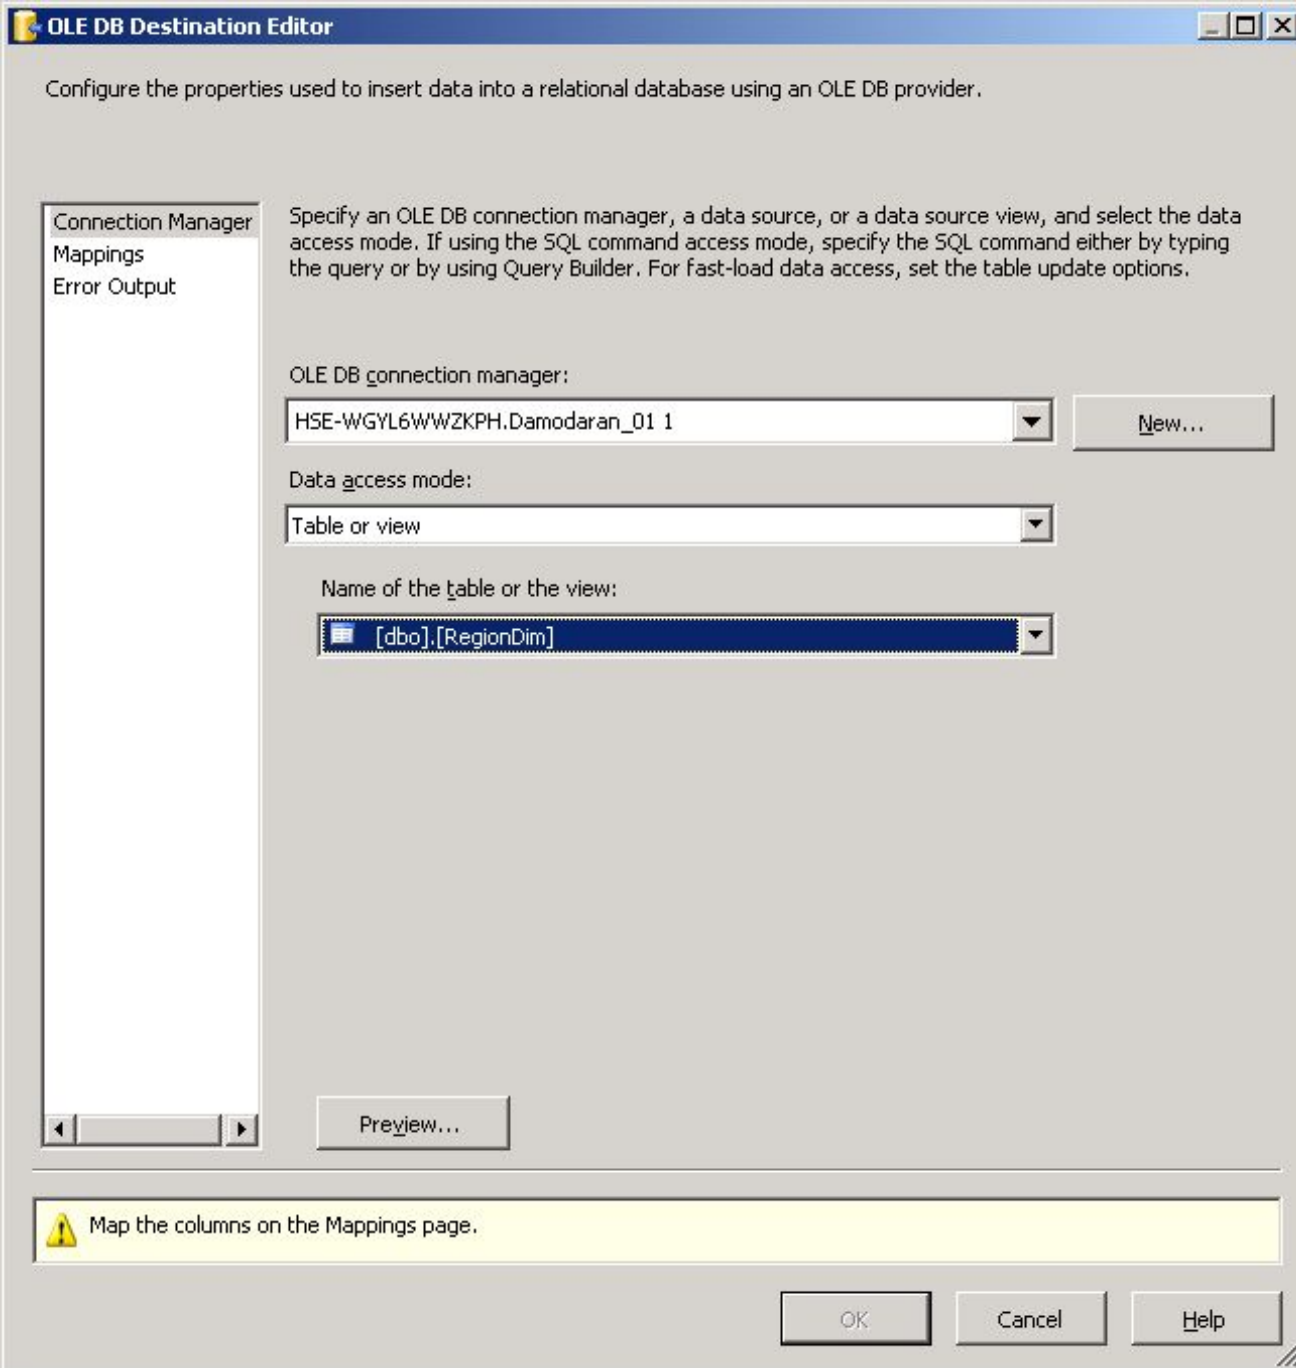 OLE DB Destination Editor
Configure the properties used to insert data into a relational database using an OLE DB provider.
Connection Manager
Mappings
Error Output
Specify an OLE DB connection manager, a data source, or a data source view, and select the data
access mode. If using the SQL command access mode, specify the SQL command either by typing
the query or by using Query Builder. For fast-load data access, set the table update options.
OLE DB connection manager:
HSE-WGYL6WWZKPH.Damodaran_01 1
New...
Data access mode:
Table or view
Name of the table or the view:
[dbo].[RegionDim]
Preview...
Map the columns on the Mappings page.
OK
Cancel
Help